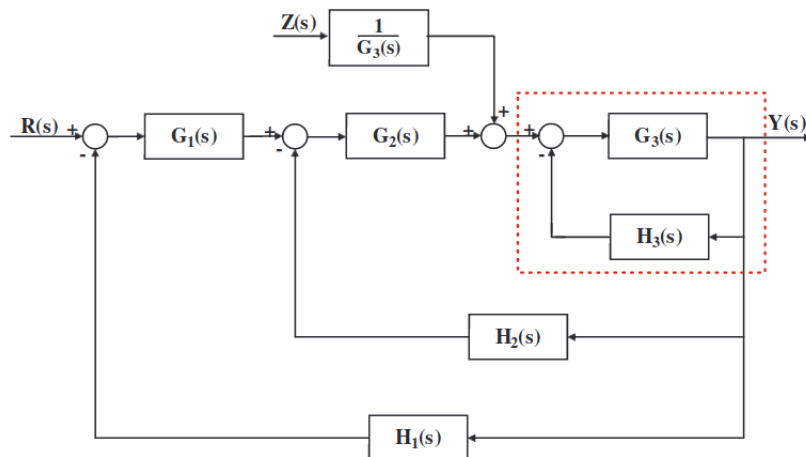 Z(s)
1
G3(s)
+
R(s) +
-
G1(s)
+
-
G2(s)
+
+
-
G3(s)
Y(s)
H3(s)
H2(s)
H1(s)